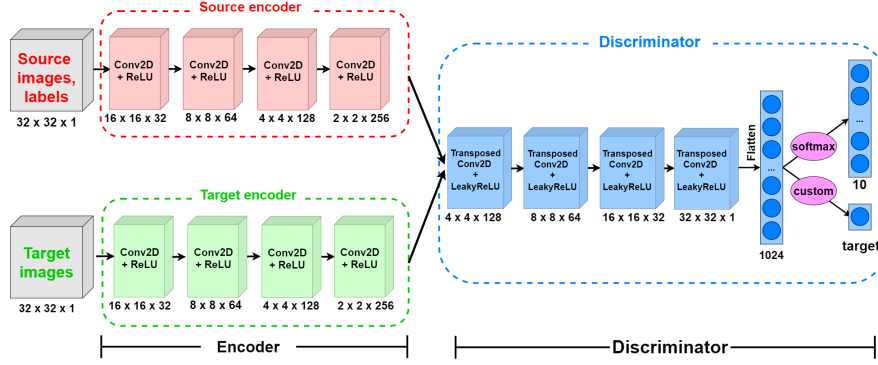 Source encoder
Source
images,
labels
32 x 32 x 1
Conv2D
+ ReLU
16 x 16 x 32
Conv2D
+ ReLU
8 x 8 x 64
Conv2D
+ ReLU
4 x 4 x 128
Conv2D
+ ReLU
2 x 2 x 256
Target encoder
Target
images
32 x 32 x 1
Conv2D
+ ReLU
16 x 16 x 32
Conv2D
+ ReLU
8 x 8 x 64
Conv2D
+ ReLU
4 x 4 x 128
Conv2D
+ ReLU
2 x 2 x 256
Discriminator
Transposed
Conv2D
+
LeakyReLU
4 x 4 x 128
Transposed
Conv2D
+
LeakyReLU
8 x 8 x 64
Transposed
Conv2D
+
LeakyReLU
16 x 16 x 32
Transposed
Conv2D
+
LeakyReLU
32 x 32 x 1
Flatten
...
1024
softmax
custom
...
10
target
Encoder
Discriminator